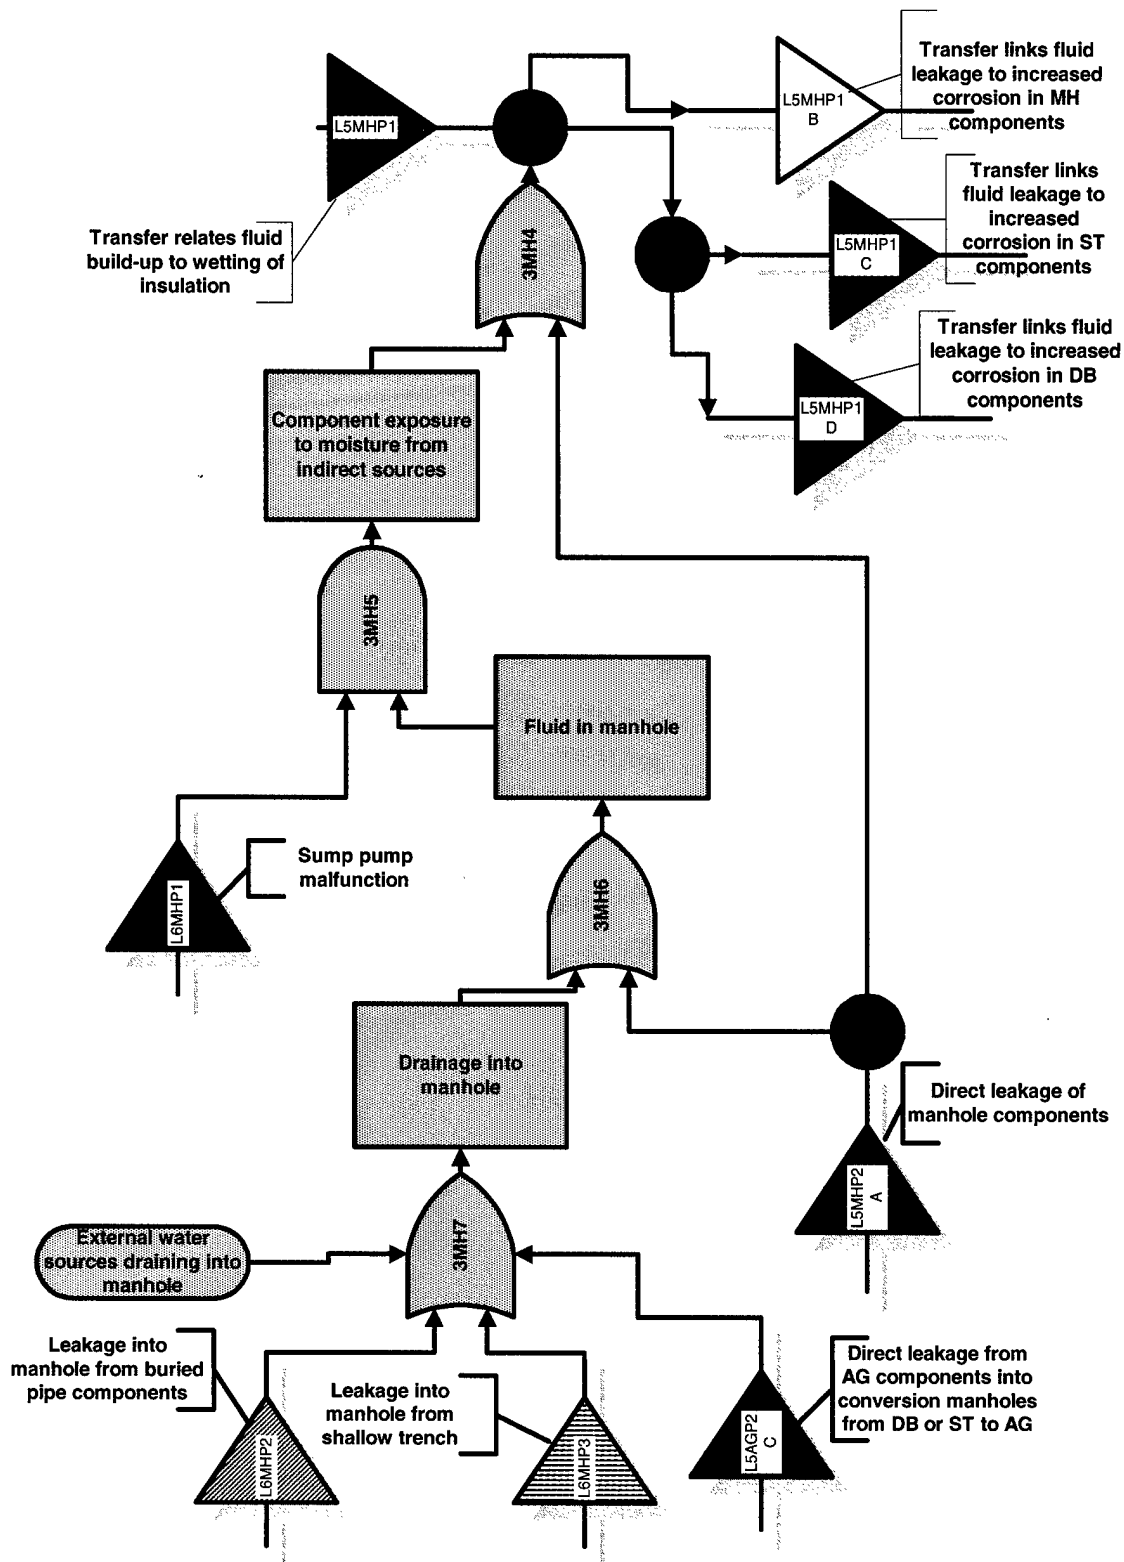 Transfer links fluid
leakage to increased
corrosion in MH
components
L5MHP1
B
L5MHP1
Transfer links
fluid leakage to
increased
corrosion in ST
components
L5MHP1
C
Transfer relates fluid
build-up to wetting of
insulation
3MH4
Transfer links fluid
leakage to increased
corrosion in DB
components
L5MHP1
D
Component exposure
to moisture from
indirect sources
3MH5
Fluid in manhole
Sump pump
malfunction
L6MHP1
3MH6
Drainage into
manhole
Direct leakage of
manhole components
L5MHP2
A
3MH7
External water
sources draining into
manhole
Leakage into
manhole from buried
pipe components
L6MHP2
Leakage into
manhole from
shallow trench
L6MHP3
Direct leakage from
AG components into
conversion manholes
from DB or ST to AG
L5AGP2
C